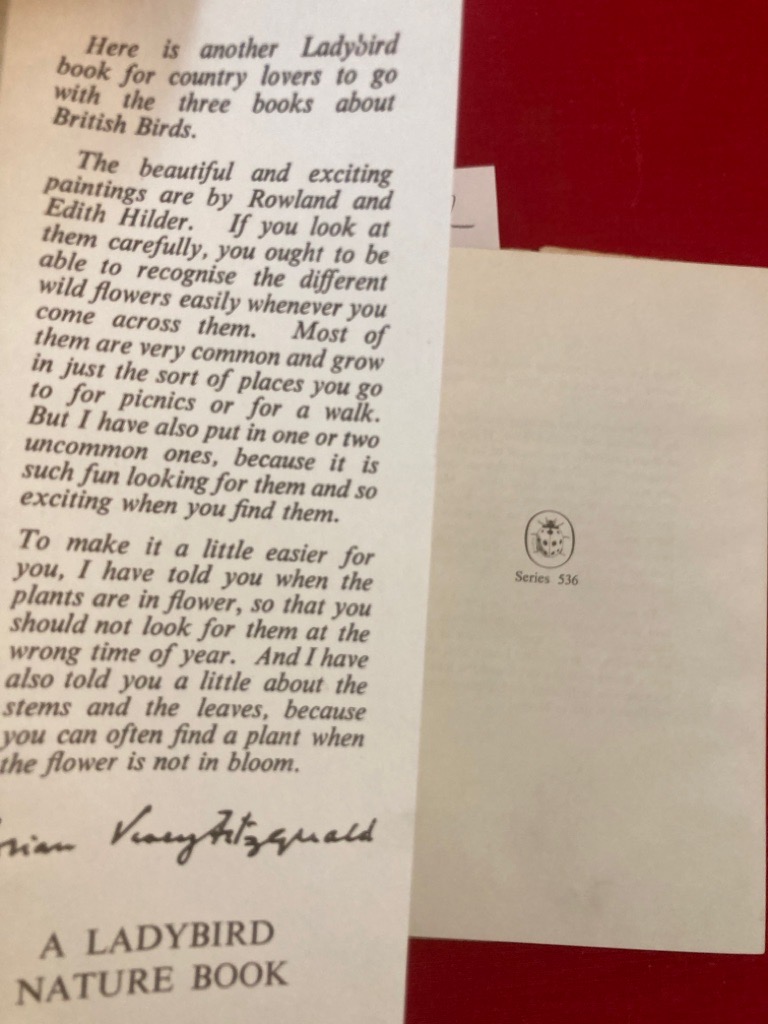 Here is another Ladybird
book for country lovers to go
with the three books about
British Birds.
The beautiful and exciting
paintings are by Rowland and
Edith Hilder. If you look at
them carefully, you ought to be
able to recognise the different
wild flowers easily whenever you
come across them. Most of
them are very common and grow
in just the sort of places you go
to for picnics or for a walk.
But I have also put in one or two
uncommon ones, because it is
such fun looking for them and so
exciting when you find them.
To make it a little easier for
you, I have told you when the
plants are in flower, so that you
should not look for them at the
wrong time of year. And I have
also told you a little about the
stems and the leaves, because
you can often find a plant when
the flower is not in bloom.
Vesey-Fitzgerald
A LADYBIRD
NATURE BOOK
Series 536